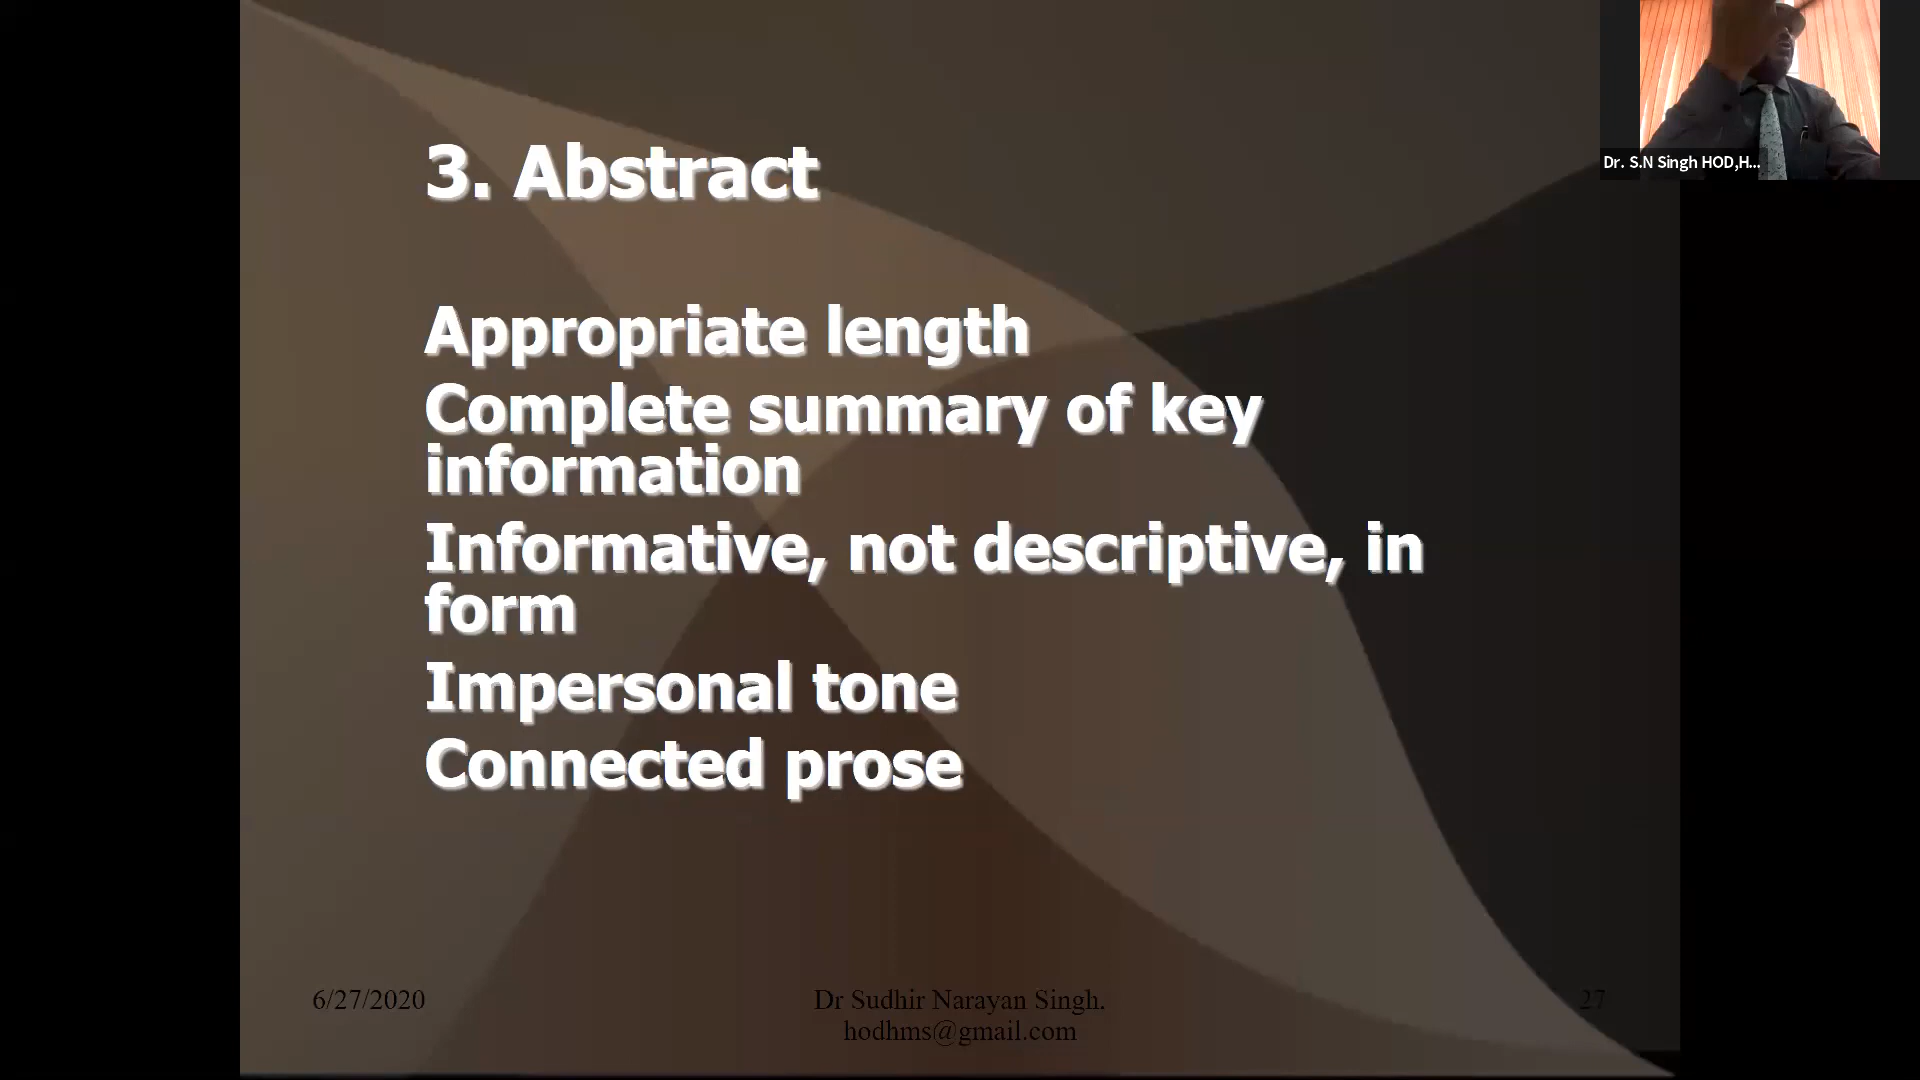 3. Abstract
Appropriate length
Complete summary of key
information
Informative, not descriptive, in
form
Impersonal tone
Connected prose
6/27/2020
Dr Sudhir Narayan Singh.
hodhms@gmail.com
27
Dr. S.N Singh HOD,H...